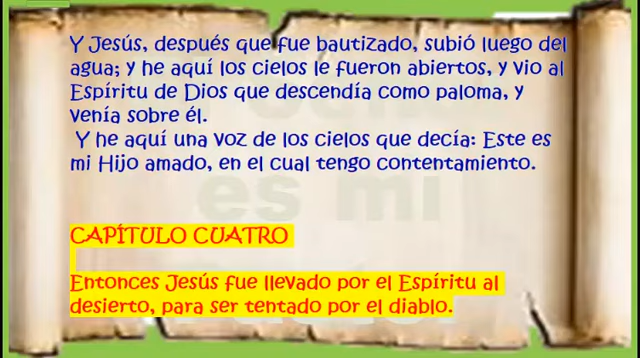 Y Jesús, después que fue bautizado, subió luego del
agua; y he aquí los cielos le fueron abiertos, y vio al
Espíritu de Dios que descendía como paloma, y
venía sobre él.
Y he aquí una voz de los cielos que decía: Este es
mi Hijo amado, en el cual tengo contentamiento.
es mi
CAPÍTULO CUATRO
Entonces Jesús fue llevado por el Espíritu al
desierto, para ser tentado por el diablo.